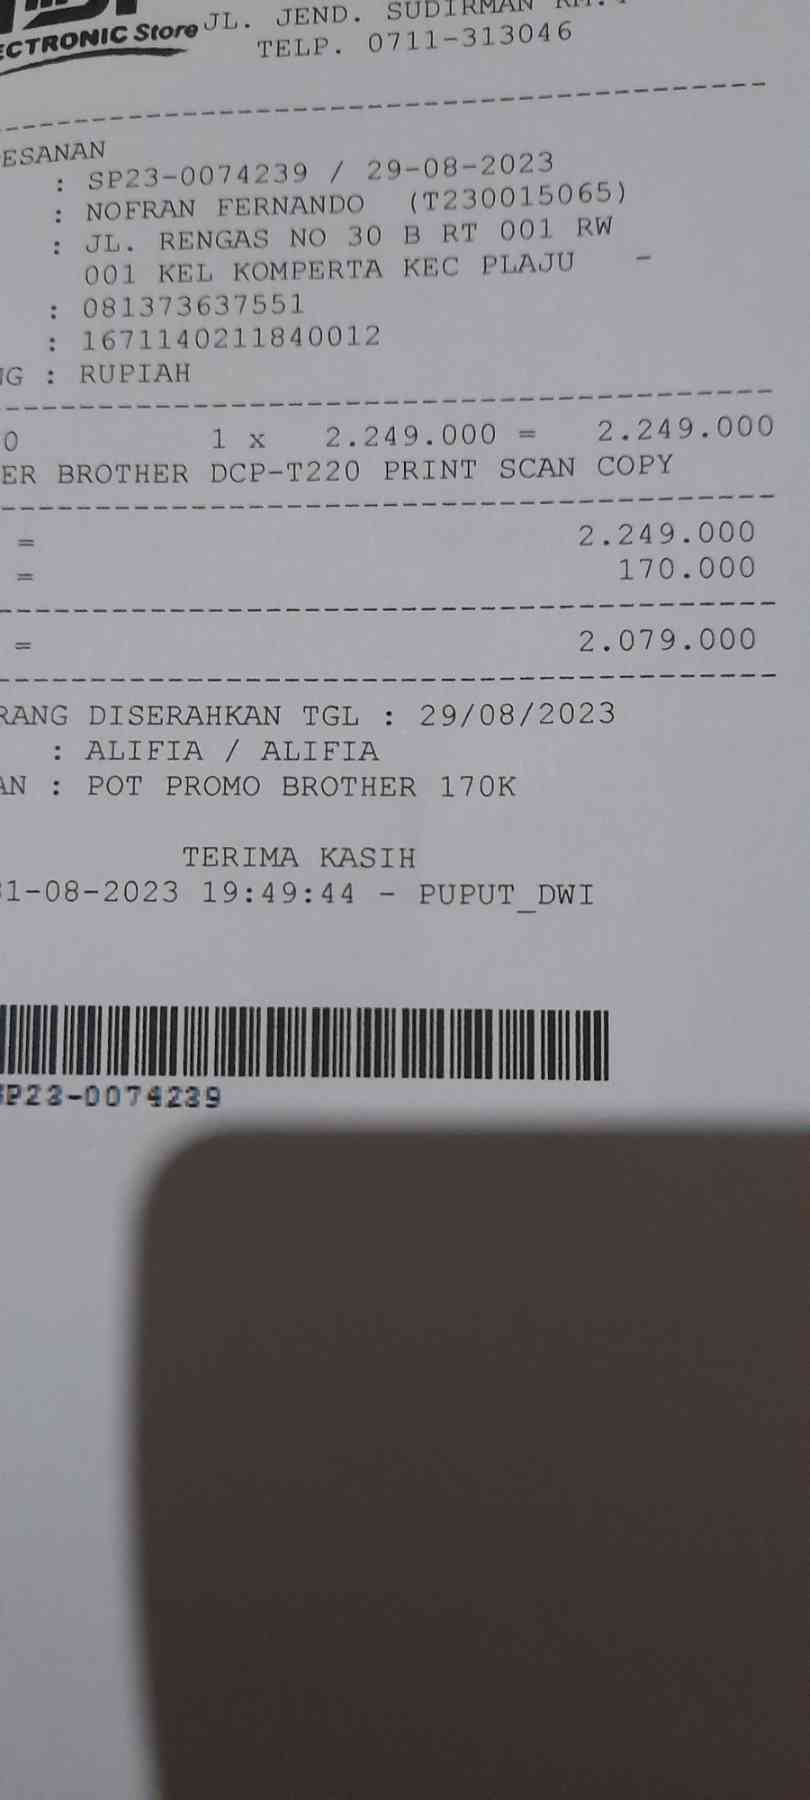 ECTRONIC Store JL. JEND. SUDIRMAN KM.
TELP. 0711-313046
ESANAN
: SP23-0074239 / 29-08-2023
: NOFRAN FERNANDO (T230015065)
: JL. RENGAS NO 30 B RT 001 RW
001 KEL KOMPERTA KEC PLAJU -
: 081373637551
: 1671140211840012
NG : RUPIAH
0 1 x 2.249.000 = 2.249.000
ER BROTHER DCP-T220 PRINT SCAN COPY
= 2.249.000
= 170.000
= 2.079.000
RANG DISERAHKAN TGL : 29/08/2023
: ALIFIA / ALIFIA
AN : POT PROMO BROTHER 170K
TERIMA KASIH
31-08-2023 19:49:44 - PUPUT_DWI
SP23-0074239